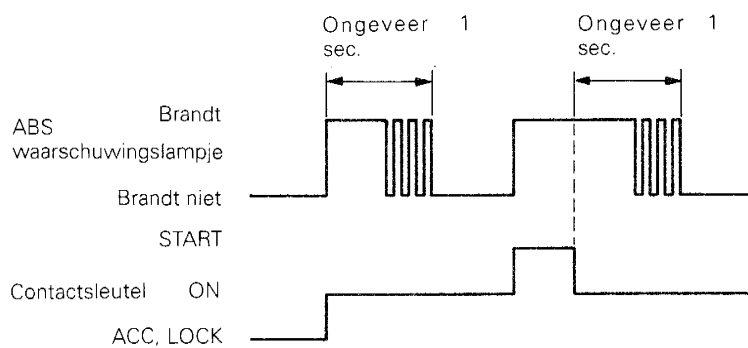 Ongeveer 1
sec.
Ongeveer 1
sec.
Brandt
ABS
waarschuwingslampje
Brandt niet
START
Contactsleutel ON
ACC, LOCK